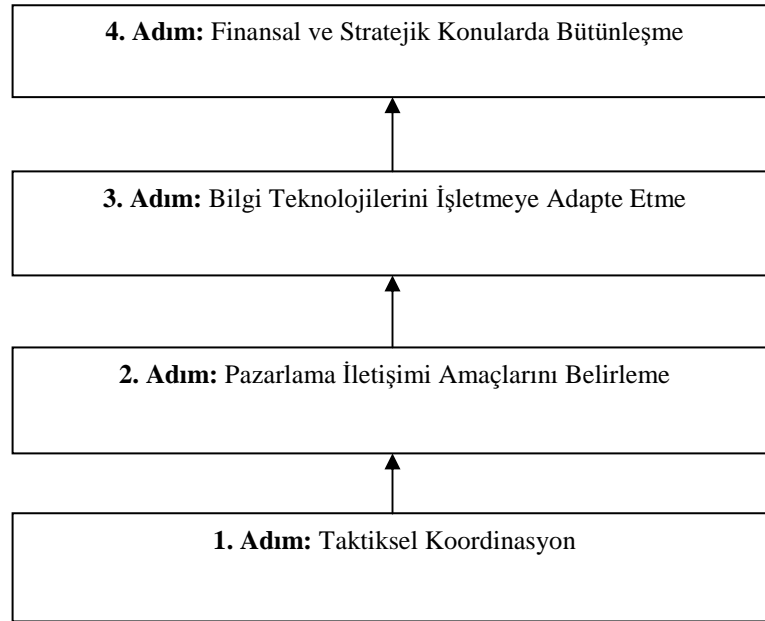 4. Adım: Finansal ve Stratejik Konularda Bütünleşme
3. Adım: Bilgi Teknolojilerini İşletmeye Adapte Etme
2. Adım: Pazarlama İletişimi Amaçlarını Belirleme
1. Adım: Taktiksel Koordinasyon